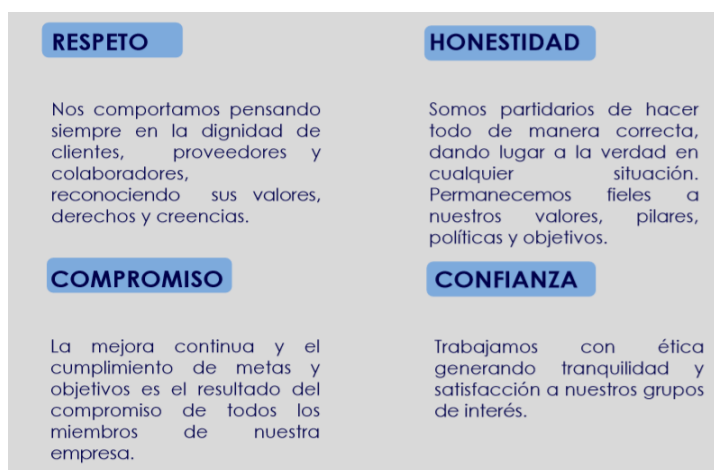 RESPETO
Nos comportamos pensando
siempre en la dignidad de
clientes, proveedores y
colaboradores,
reconociendo sus valores,
derechos y creencias.
HONESTIDAD
Somos partidarios de hacer
todo de manera correcta,
dando lugar a la verdad en
cualquier situación.
Permanecemos fieles a
nuestros valores, pilares,
políticas y objetivos.
COMPROMISO
La mejora continua y el
cumplimiento de metas y
objetivos es el resultado del
compromiso de todos los
miembros de nuestra
empresa.
CONFIANZA
Trabajamos con ética
generando tranquilidad y
satisfacción a nuestros grupos
de interés.